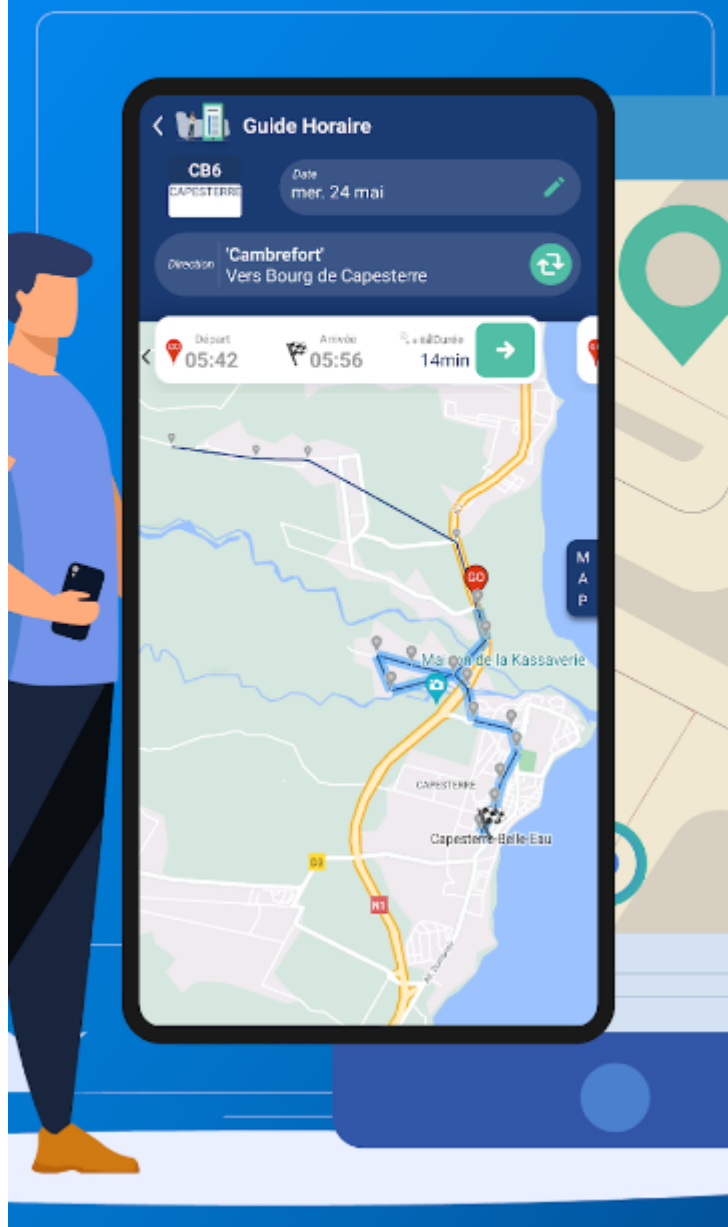 Guide Horaire
CB6
CAPESTERRE
Date
mer. 24 mai
Direction
'Cambrefort'
Vers Bourg de Capesterre
GO
Départ
05:42
Arrivée
05:56
Durée
14min
GO
M
A
P
Maison de la Kassaverie
CAPESTERRE
Capesterre-Belle-Eau
D3
N1